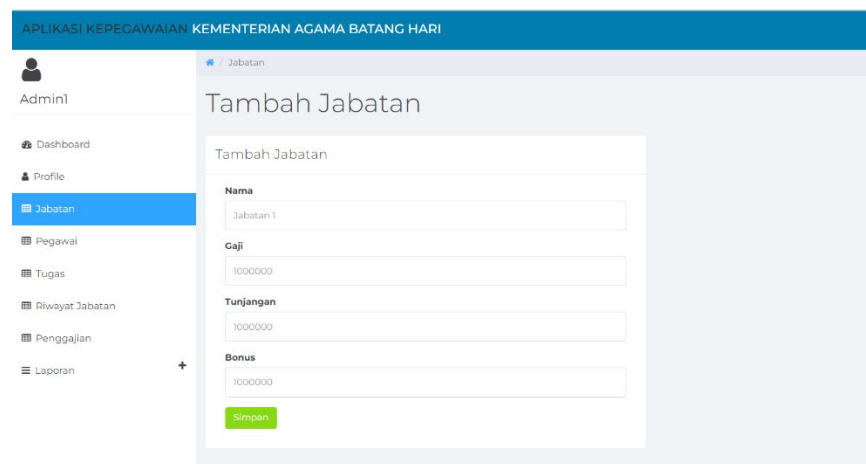 APLIKASI KEPEGAWAIAN KEMENTERIAN AGAMA BATANG HARI
/ Jabatan
Admin1
Tambah Jabatan
Dashboard
Profile
Jabatan
Pegawai
Tugas
Riwayat Jabatan
Penggajian
Laporan +
Tambah Jabatan
Nama
Jabatan 1
Gaji
1000000
Tunjangan
1000000
Bonus
1000000
Simpan